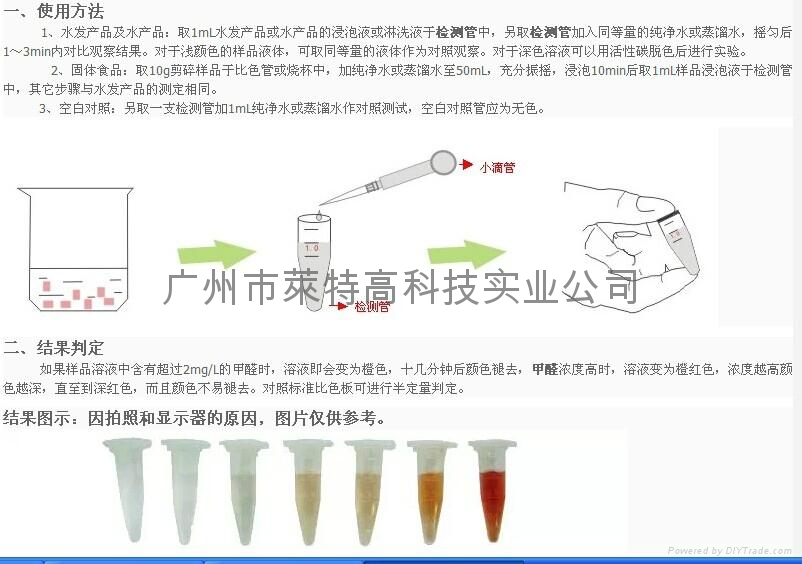 一、使用方法
1、水发产品及水产品：取1mL水发产品或水产品的浸泡液或淋洗液于检测管中，另取检测管加入同等量的纯净水或蒸馏水，摇匀后
1～3min内对比观察结果。对于浅颜色的样品液体，可取同等量的液体作为对照观察。对于深色溶液可以用活性碳脱色后进行实验。
2、固体食品：取10g剪碎样品于比色管或烧杯中，加纯净水或蒸馏水至50mL，充分振摇，浸泡10min后取1mL样品浸泡液于检测管
中，其它步骤与水发产品的测定相同。
3、空白对照：另取一支检测管加1mL纯净水或蒸馏水作对照测试，空白对照管应为无色。
小滴管
1.0
1.0
广州市莱特高科技实业公司
检测管
二、结果判定
如果样品溶液中含有超过2mg/L的甲醛时，溶液即会变为橙色，十几分钟后颜色褪去，甲醛浓度高时，溶液变为橙红色，浓度越高颜
色越深，直至到深红色，而且颜色不易褪去。对照标准比色板可进行半定量判定。
结果图示：因拍照和显示器的原因，图片仅供参考。
Powered by DIYTrade.com